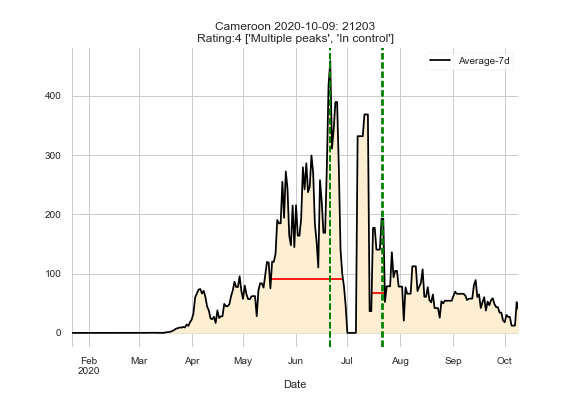 Cameroon 2020-10-09: 21203
Rating:4 ['Multiple peaks', 'In control']
Average-7d
400
300
200
100
0
Feb Mar Apr May Jun Jul Aug Sep Oct
2020
Date